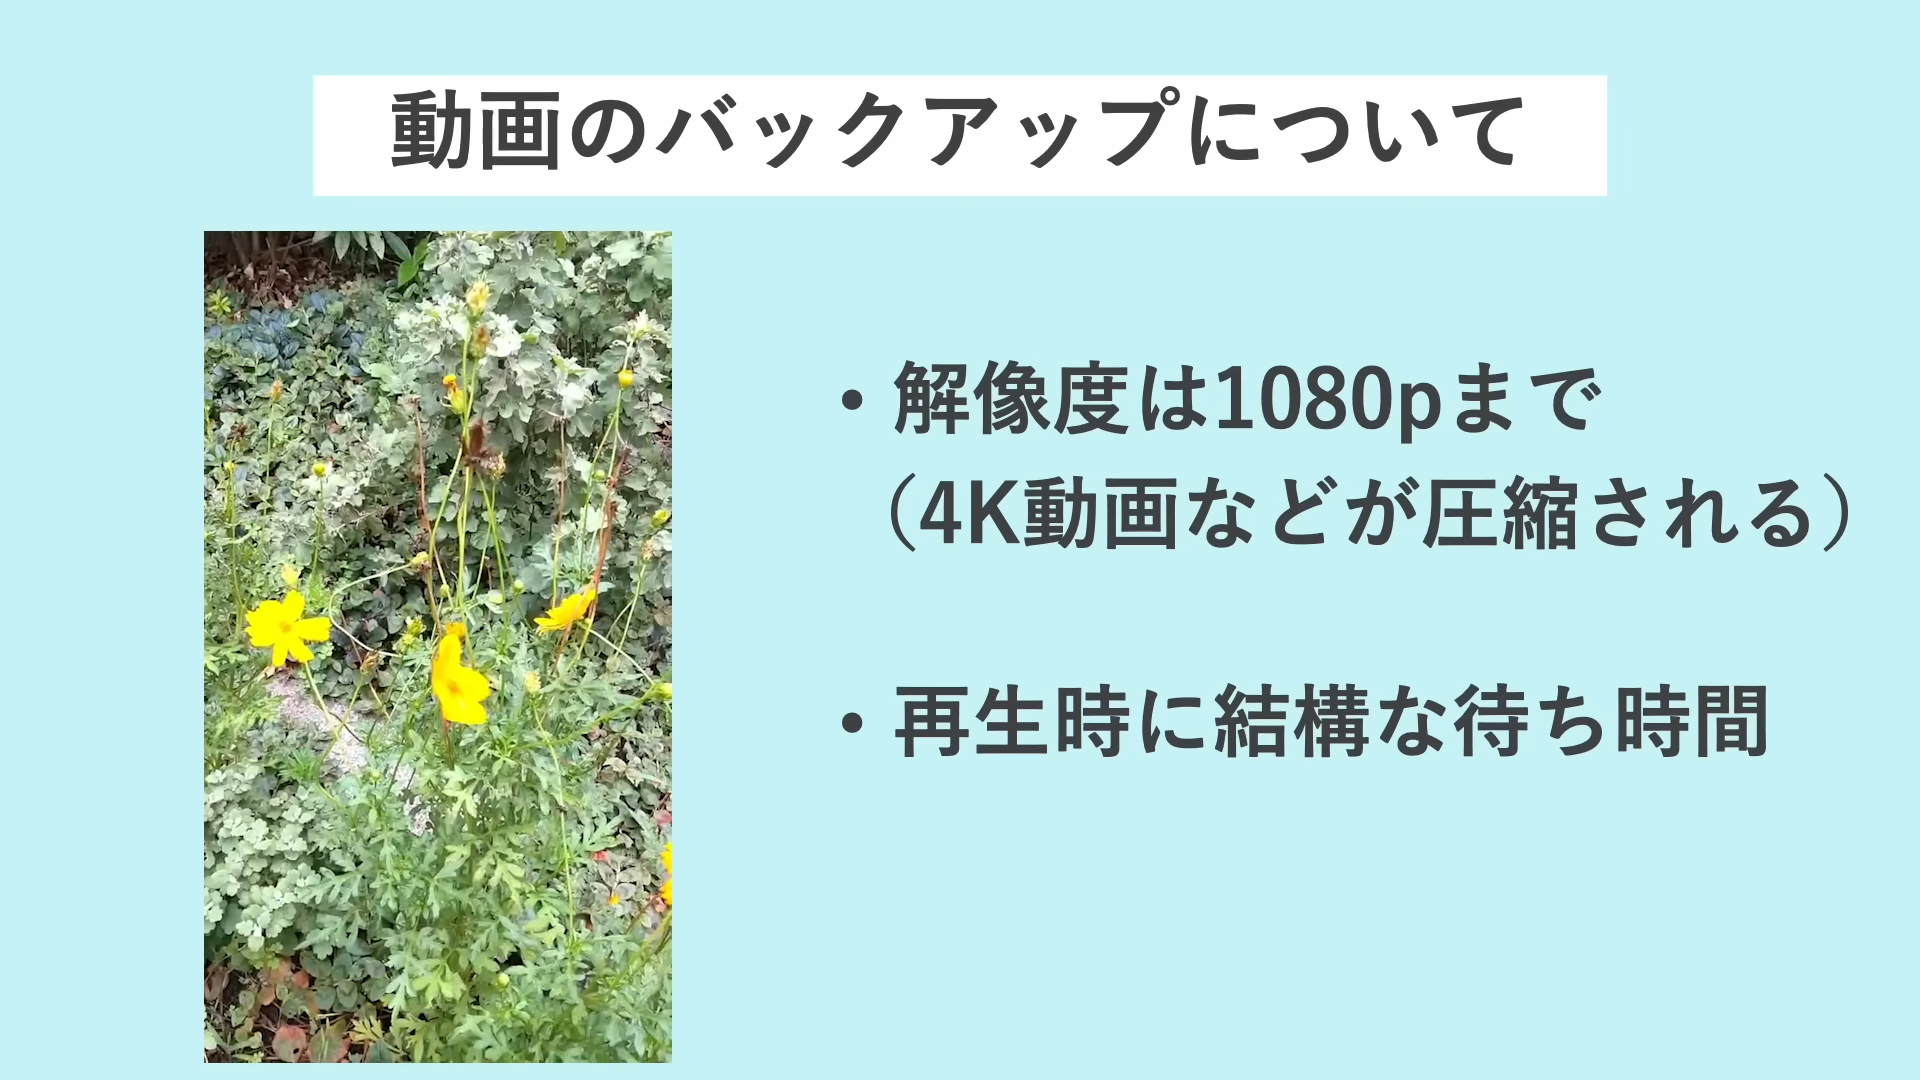 動画のバックアップについて
・解像度は1080pまで
（4K動画などが圧縮される）
・再生時に結構な待ち時間